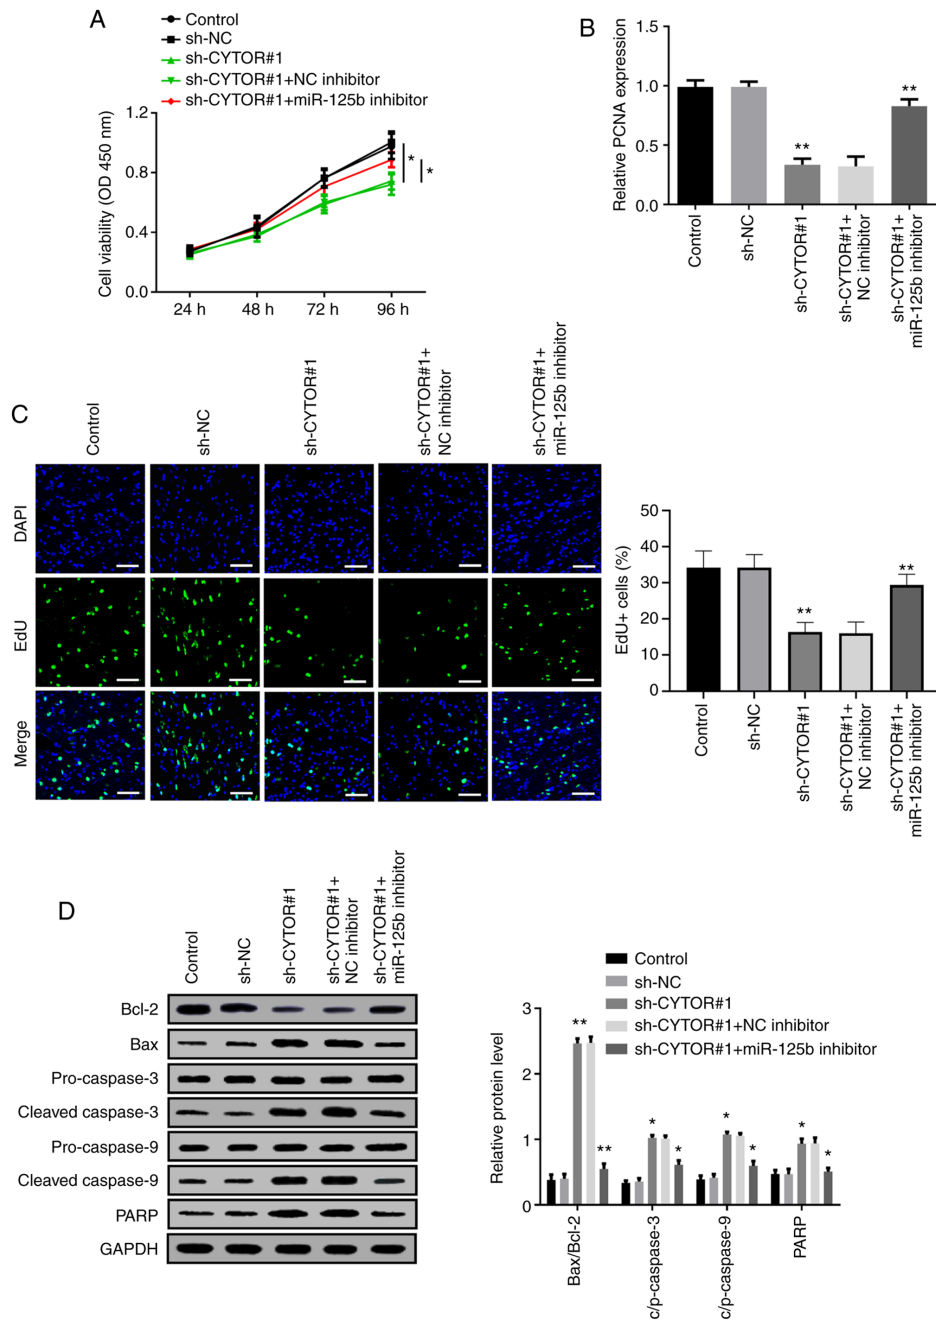 A
Control
sh-NC
sh-CYTOR#1
sh-CYTOR#1+NC inhibitor
sh-CYTOR#1+miR-125b inhibitor
Cell viability (OD 450 nm)
1.2
0.8
0.4
0.0
24 h
48 h
72 h
96 h
*
*
B
Relative PCNA expression
1.5
1.0
0.5
0.0
**
**
Control
sh-NC
sh-CYTOR#1
sh-CYTOR#1+
NC inhibitor
sh-CYTOR#1+
miR-125b inhibitor
C
Control
sh-NC
sh-CYTOR#1
sh-CYTOR#1+
NC inhibitor
sh-CYTOR#1+
miR-125b inhibitor
DAPI
EdU
Merge
EdU+ cells (%)
50
40
30
20
10
0
**
**
Control
sh-NC
sh-CYTOR#1
sh-CYTOR#1+
NC inhibitor
sh-CYTOR#1+
miR-125b inhibitor
D
Control
sh-NC
sh-CYTOR#1
sh-CYTOR#1+
NC inhibitor
sh-CYTOR#1+
miR-125b inhibitor
Bcl-2
Bax
Pro-caspase-3
Cleaved caspase-3
Pro-caspase-9
Cleaved caspase-9
PARP
GAPDH
Control
sh-NC
sh-CYTOR#1
sh-CYTOR#1+NC inhibitor
sh-CYTOR#1+miR-125b inhibitor
Relative protein level
3
2
1
0
**
**
*
*
*
*
*
*
Bax/Bcl-2
c/p-caspase-3
c/p-caspase-9
PARP